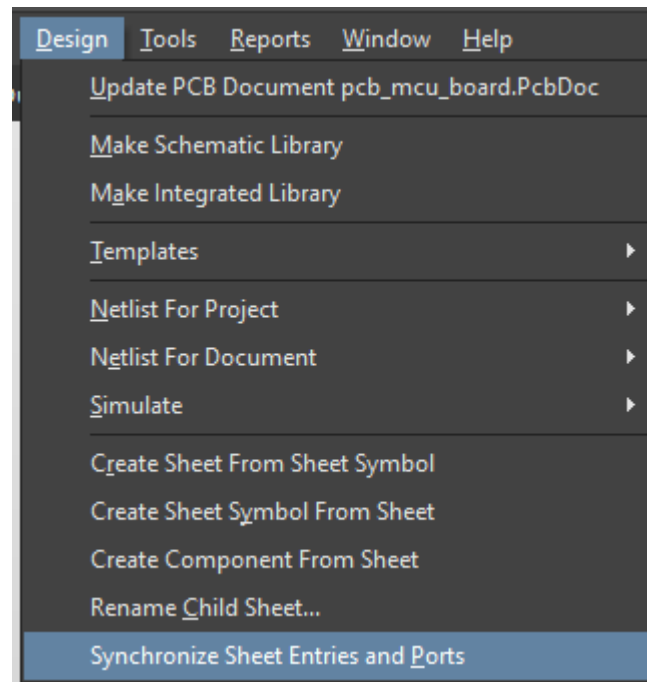 Design Tools Reports Window Help
Update PCB Document pcb_mcu_board.PcbDoc
Make Schematic Library
Make Integrated Library
Templates
Netlist For Project
Netlist For Document
Simulate
Create Sheet From Sheet Symbol
Create Sheet Symbol From Sheet
Create Component From Sheet
Rename Child Sheet...
Synchronize Sheet Entries and Ports